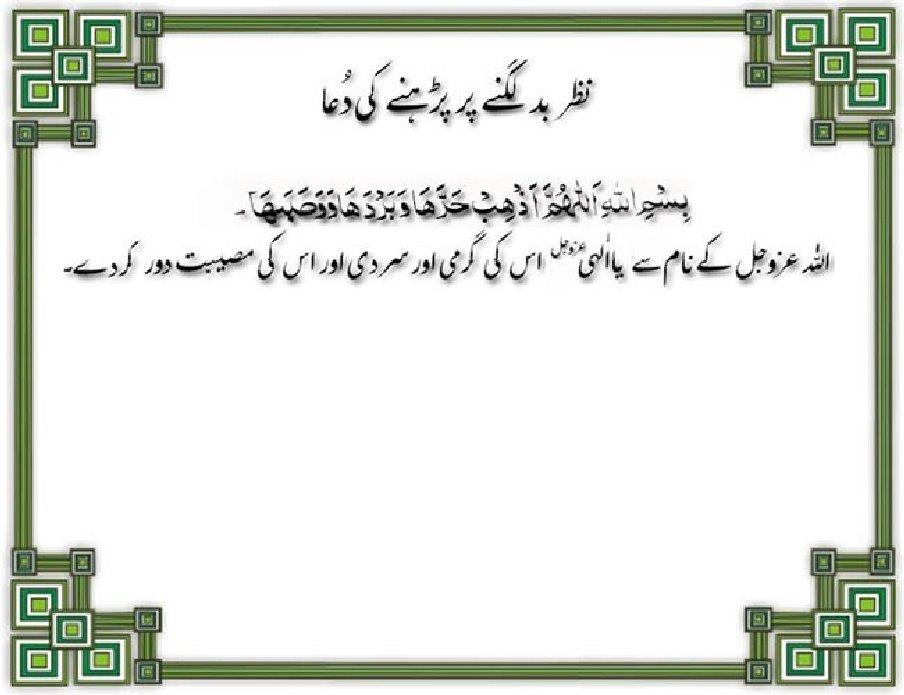 نظر بد لگنے پر پڑہنے کی دُعا
بِسْمِ اللّٰهِ اَللّٰهُمَّ اَذْهِبْ حَرَّهَا وَبَرْدَهَا وَوَصَبَهَا۔
اللہ عزوجل کے نام سے یاالٰہی عزوجل اس کی گرمی اور سردی اور اس کی مصیبت دور کردے۔